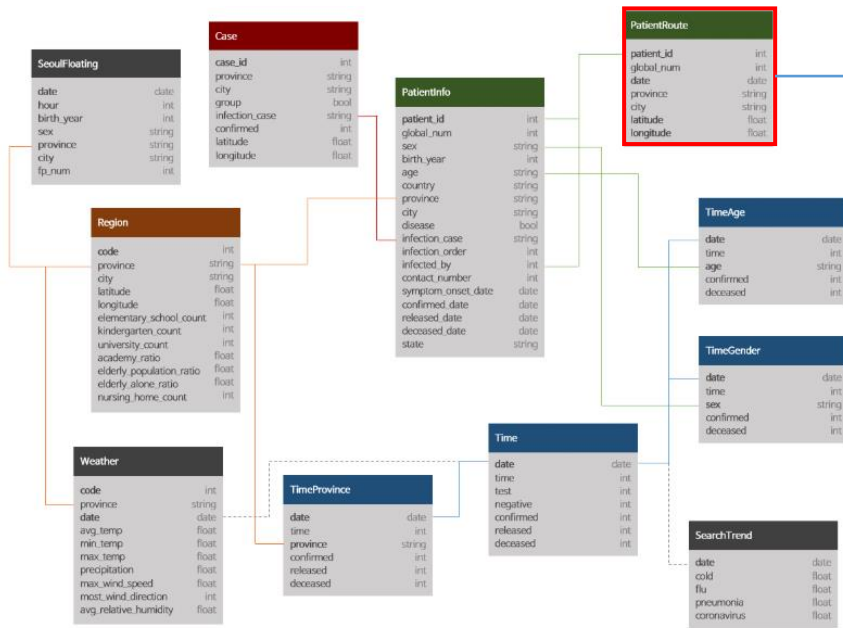 Case
case_id int
province string
city string
group bool
infection_case string
confirmed int
latitude float
longitude float
PatientRoute
patient_id int
global_num int
date date
province string
city string
latitude float
longitude float
SeoulFloating
date date
hour int
birth_year int
sex string
province string
city string
fp_num int
PatientInfo
patient_id int
global_num int
sex string
birth_year int
age string
country string
province string
city string
disease bool
infection_case string
infection_order int
infected_by int
contact_number int
symptom_onset_date date
confirmed_date date
released_date date
deceased_date date
state string
Region
code int
province string
city string
latitude float
longitude float
elementary_school_count int
kindergarten_count int
university_count int
academy_ratio float
elderly_population_ratio float
elderly_alone_ratio float
nursing_home_count int
TimeAge
date date
time int
age string
confirmed int
deceased int
TimeGender
date date
time int
sex string
confirmed int
deceased int
Weather
code int
province string
date date
avg_temp float
min_temp float
max_temp float
precipitation float
max_wind_speed float
most_wind_direction int
avg_relative_humidity float
TimeProvince
date date
time int
province string
confirmed int
released int
deceased int
Time
date date
time int
test int
negative int
confirmed int
released int
deceased int
SearchTrend
date date
cold float
flu float
pneumonia float
coronavirus float